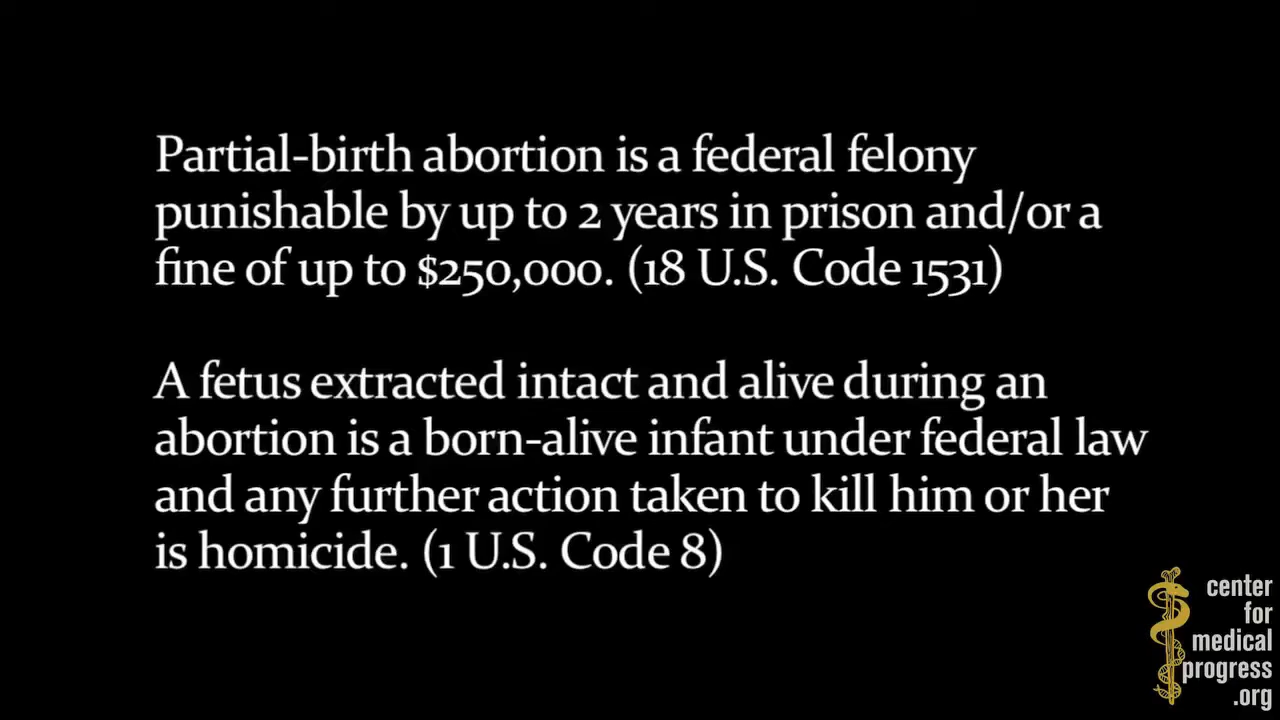 Partial-birth abortion is a federal felony
punishable by up to 2 years in prison and/or a
fine of up to $250,000. (18 U.S. Code 1531)
A fetus extracted intact and alive during an
abortion is a born-alive infant under federal law
and any further action taken to kill him or her
is homicide. (1 U.S. Code 8)
center
for
medical
progress
.org